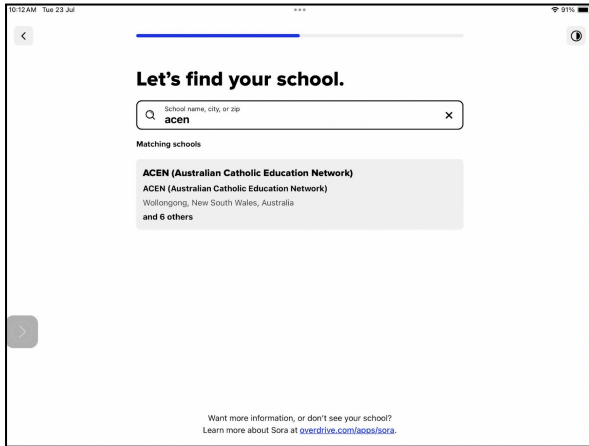 10:12 AM Tue 23 Jul
91%
Let's find your school.
School name, city, or zip
acen
Matching schools
ACEN (Australian Catholic Education Network)
ACEN (Australian Catholic Education Network)
Wollongong, New South Wales, Australia
and 6 others
Want more information, or don't see your school?
Learn more about Sora at overdrive.com/apps/sora.